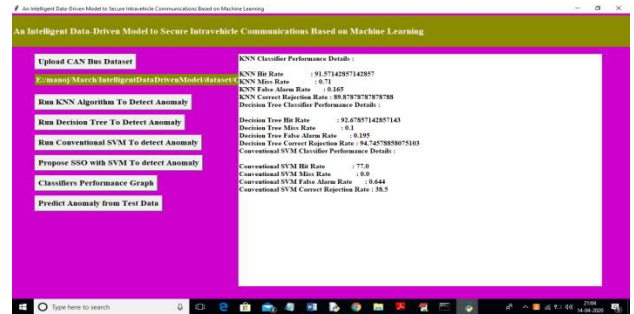 An Intelligent Data-Driven Model to Secure Intravehicle Communications Based on Machine Learning
An Intelligent Data-Driven Model to Secure Intravehicle Communications Based on Machine Learning
Upload CAN Bus Dataset
E:/manoj/March/IntelligentDataDrivenModel/dataset/C
Run KNN Algorithm To Detect Anomaly
Run Decision Tree To Detect Anomaly
Run Conventional SVM To detect Anomaly
Propose SSO with SVM To detect Anomaly
Classifiers Performance Graph
Predict Anomaly from Test Data
KNN Classifier Performance Details :
KNN Hit Rate : 91.57142857142857
KNN Miss Rate : 0.71
KNN False Alarm Rate : 0.165
KNN Correct Rejection Rate : 89.87878787878788
Decision Tree Classifier Performance Details :
Decision Tree Hit Rate : 92.67857142857143
Decision Tree Miss Rate : 0.1
Decision Tree False Alarm Rate : 0.195
Decision Tree Correct Rejection Rate : 94.74578858075103
Conventional SVM Classifier Performance Details :
Conventional SVM Hit Rate : 77.0
Conventional SVM Miss Rate : 0.0
Conventional SVM False Alarm Rate : 0.644
Conventional SVM Correct Rejection Rate : 38.5
Type here to search
21:04
14-04-2020